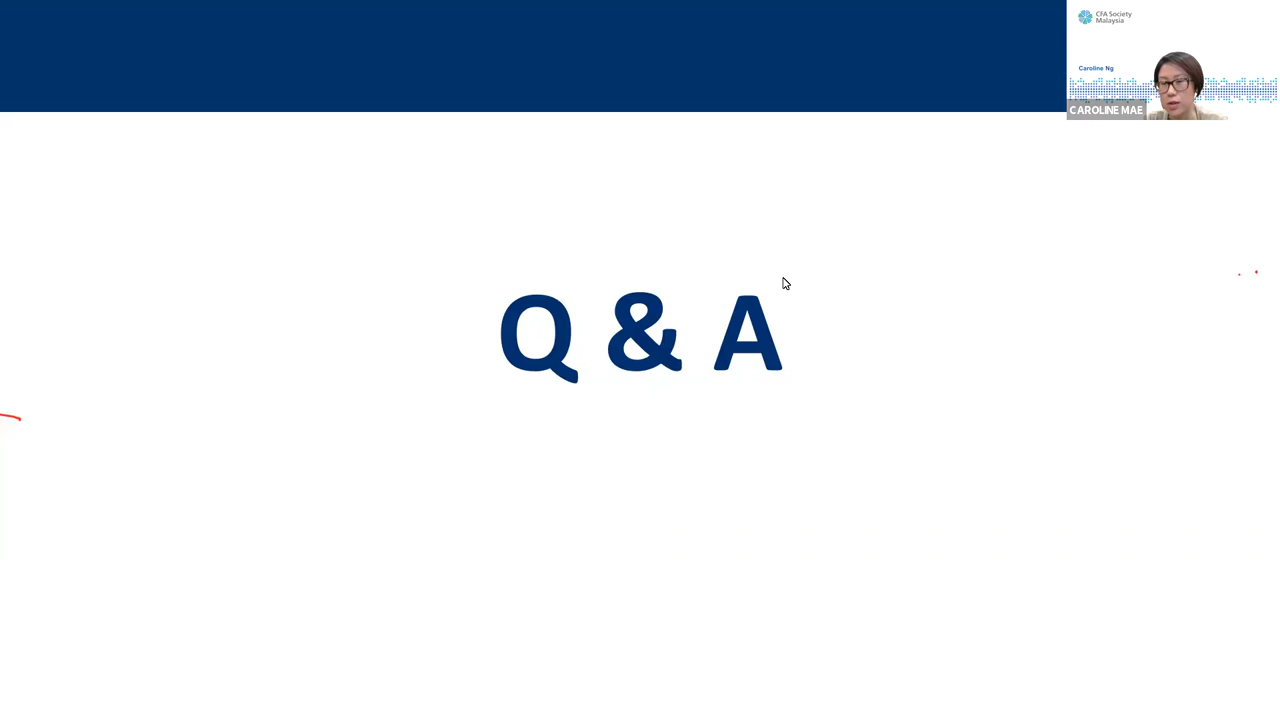 CFA Society
Malaysia
Caroline Ng
CAROLINE MAE
Q & A